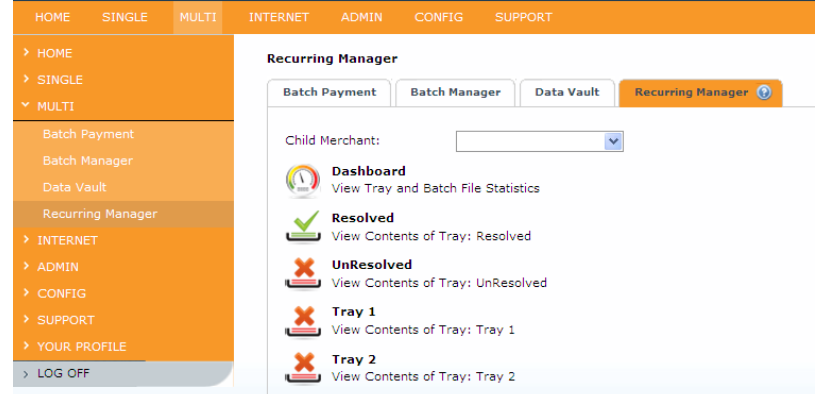 HOME SINGLE MULTI INTERNET ADMIN CONFIG SUPPORT
> HOME
> SINGLE
MULTI
Batch Payment
Batch Manager
Data Vault
Recurring Manager
> INTERNET
> ADMIN
> CONFIG
> SUPPORT
> YOUR PROFILE
> LOG OFF
Recurring Manager
Batch Payment Batch Manager Data Vault Recurring Manager ?
Child Merchant:
Dashboard
View Tray and Batch File Statistics
Resolved
View Contents of Tray: Resolved
UnResolved
View Contents of Tray: UnResolved
Tray 1
View Contents of Tray: Tray 1
Tray 2
View Contents of Tray: Tray 2